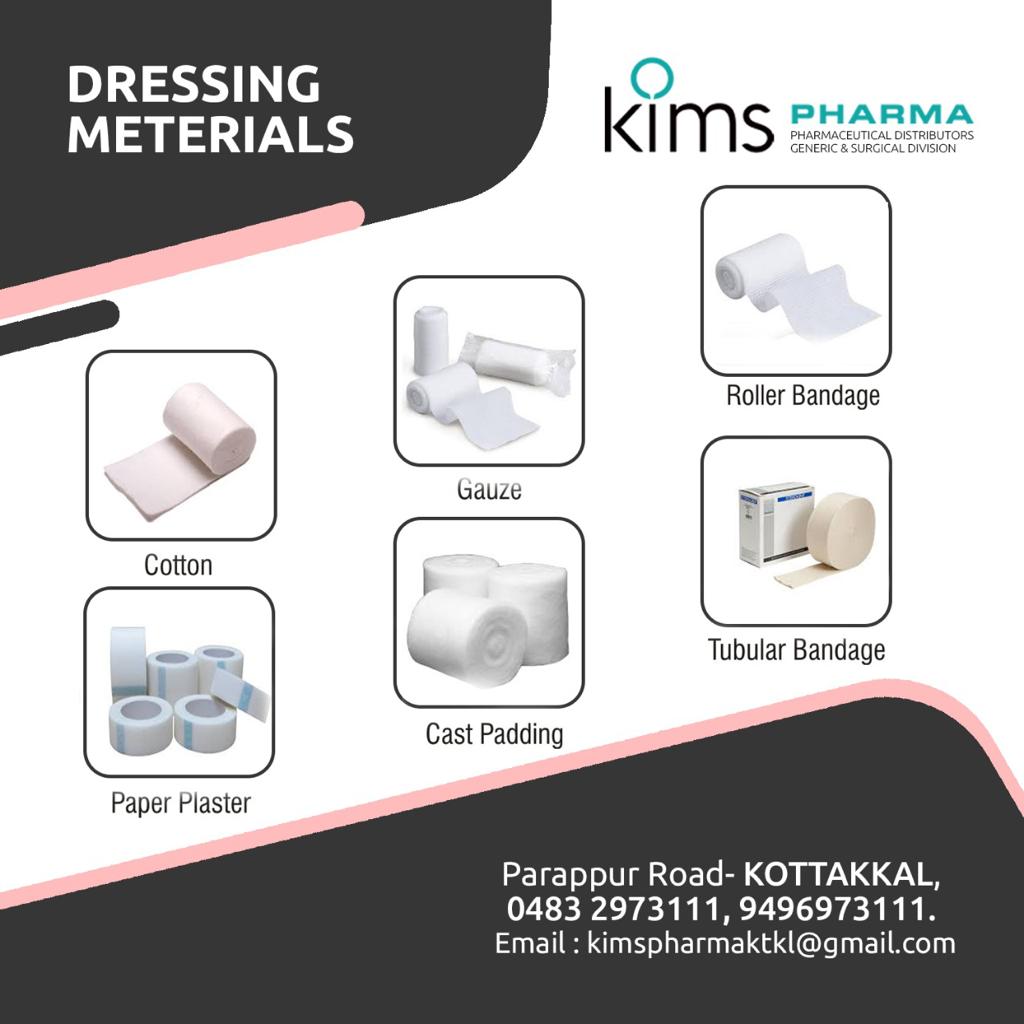 DRESSING
METERIALS
kims PHARMA
PHARMACEUTICAL DISTRIBUTORS
GENERIC & SURGICAL DIVISION
Roller Bandage
Gauze
Cotton
Tubular Bandage
Cast Padding
Paper Plaster
Parappur Road- KOTTAKKAL,
0483 2973111, 9496973111.
Email : kimspharmaktkl@gmail.com